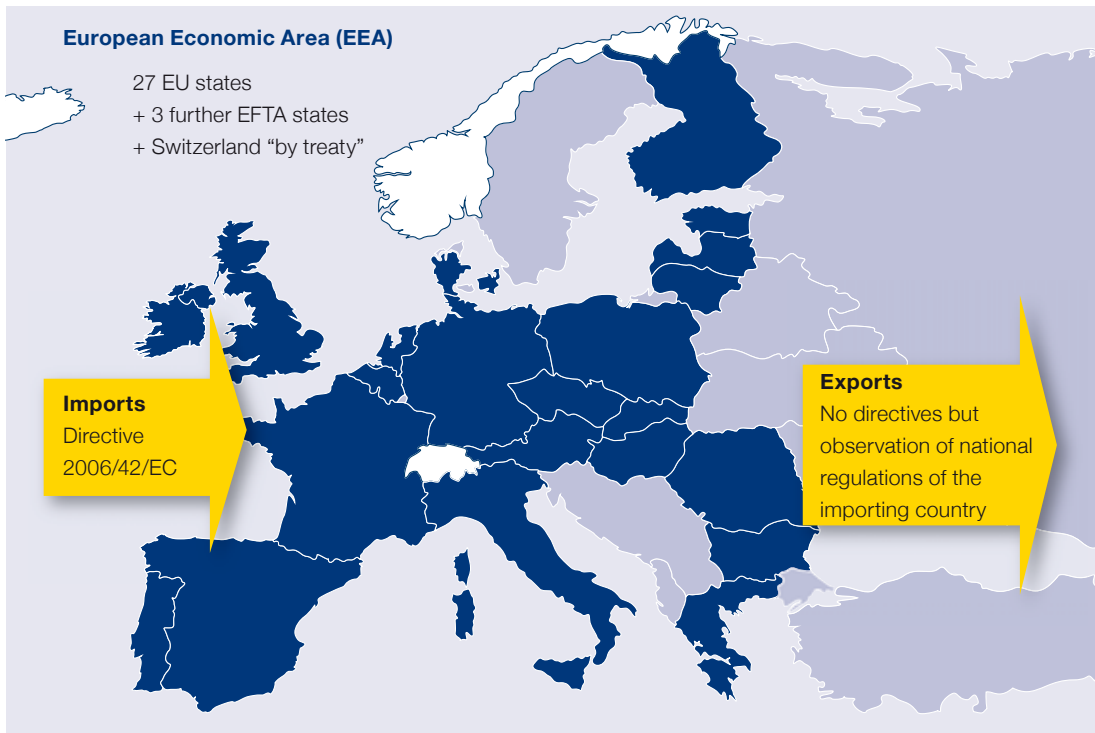 European Economic Area (EEA)
27 EU states
+ 3 further EFTA states
+ Switzerland “by treaty”
Imports
Directive
2006/42/EC
Exports
No directives but
observation of national
regulations of the
importing country